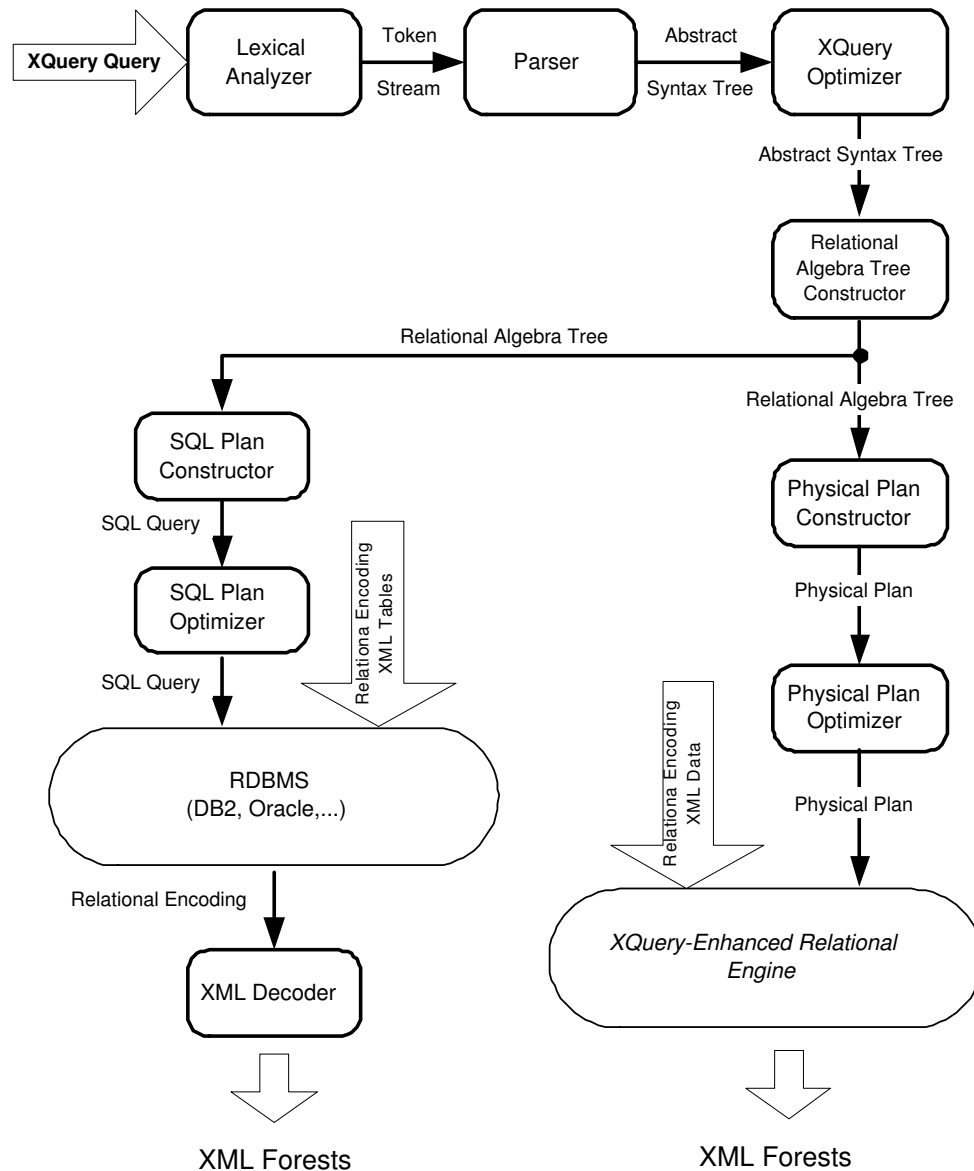 XQuery Query
Lexical
Analyzer
Token
Stream
Parser
Abstract
Syntax Tree
XQuery
Optimizer
Abstract Syntax Tree
Relational
Algebra Tree
Constructor
Relational Algebra Tree
Relational Algebra Tree
SQL Plan
Constructor
SQL Query
SQL Plan
Optimizer
SQL Query
Relationa Encoding
XML Tables
RDBMS
(DB2, Oracle,...)
Relational Encoding
XML Decoder
XML Forests
Physical Plan
Constructor
Physical Plan
Physical Plan
Optimizer
Physical Plan
Relationa Encoding
XML Data
XQuery-Enhanced Relational
Engine
XML Forests